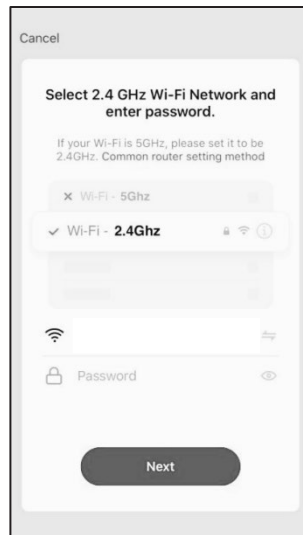 Cancel
Select 2.4 GHz Wi-Fi Network and
enter password.
If your Wi-Fi is 5GHz, please set it to be
2.4GHz. Common router setting method
Wi-Fi - 5Ghz
Wi-Fi - 2.4Ghz
Password
Next